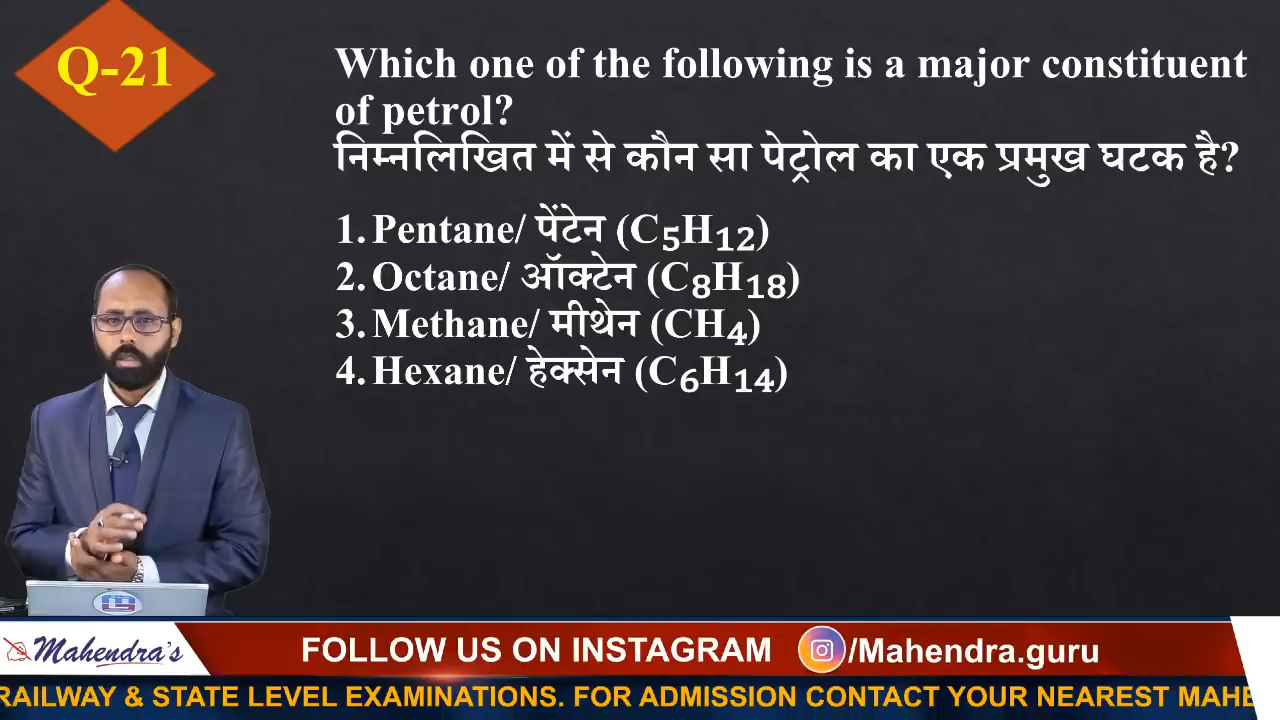 Q-21
Which one of the following is a major constituent
of petrol?
निम्नलिखित में से कौन सा पेट्रोल का एक प्रमुख घटक है?
1. Pentane/ पेंटेन (C₅H₁₂)
2. Octane/ ऑक्टेन (C₈H₁₈)
3. Methane/ मीथेन (CH₄)
4. Hexane/ हेक्सेन (C₆H₁₄)
Mahendra's
FOLLOW US ON INSTAGRAM /Mahendra.guru
RAILWAY & STATE LEVEL EXAMINATIONS. FOR ADMISSION CONTACT YOUR NEAREST MAHE